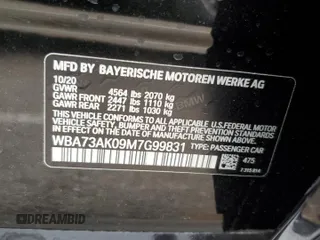 MFD BY BAYERISCHE MOTOREN WERKE AG
10/20
GVWR 4564 lbs 2070 kg
GAWR FRONT 2447 lbs 1110 kg
GAWR REAR 2271 lbs 1030 kg
THIS VEHICLE CONFORMS TO ALL APPLICABLE
U.S. FEDERAL MOTOR VEHICLE SAFETY,
BUMPER, AND THEFT PREVENTION STANDARDS
IN EFFECT ON THE DATE OF
MANUFACTURE SHOWN ABOVE.
WBA73AK09M7G99831
TYPE: PASSENGER CAR
475
DREAMBID